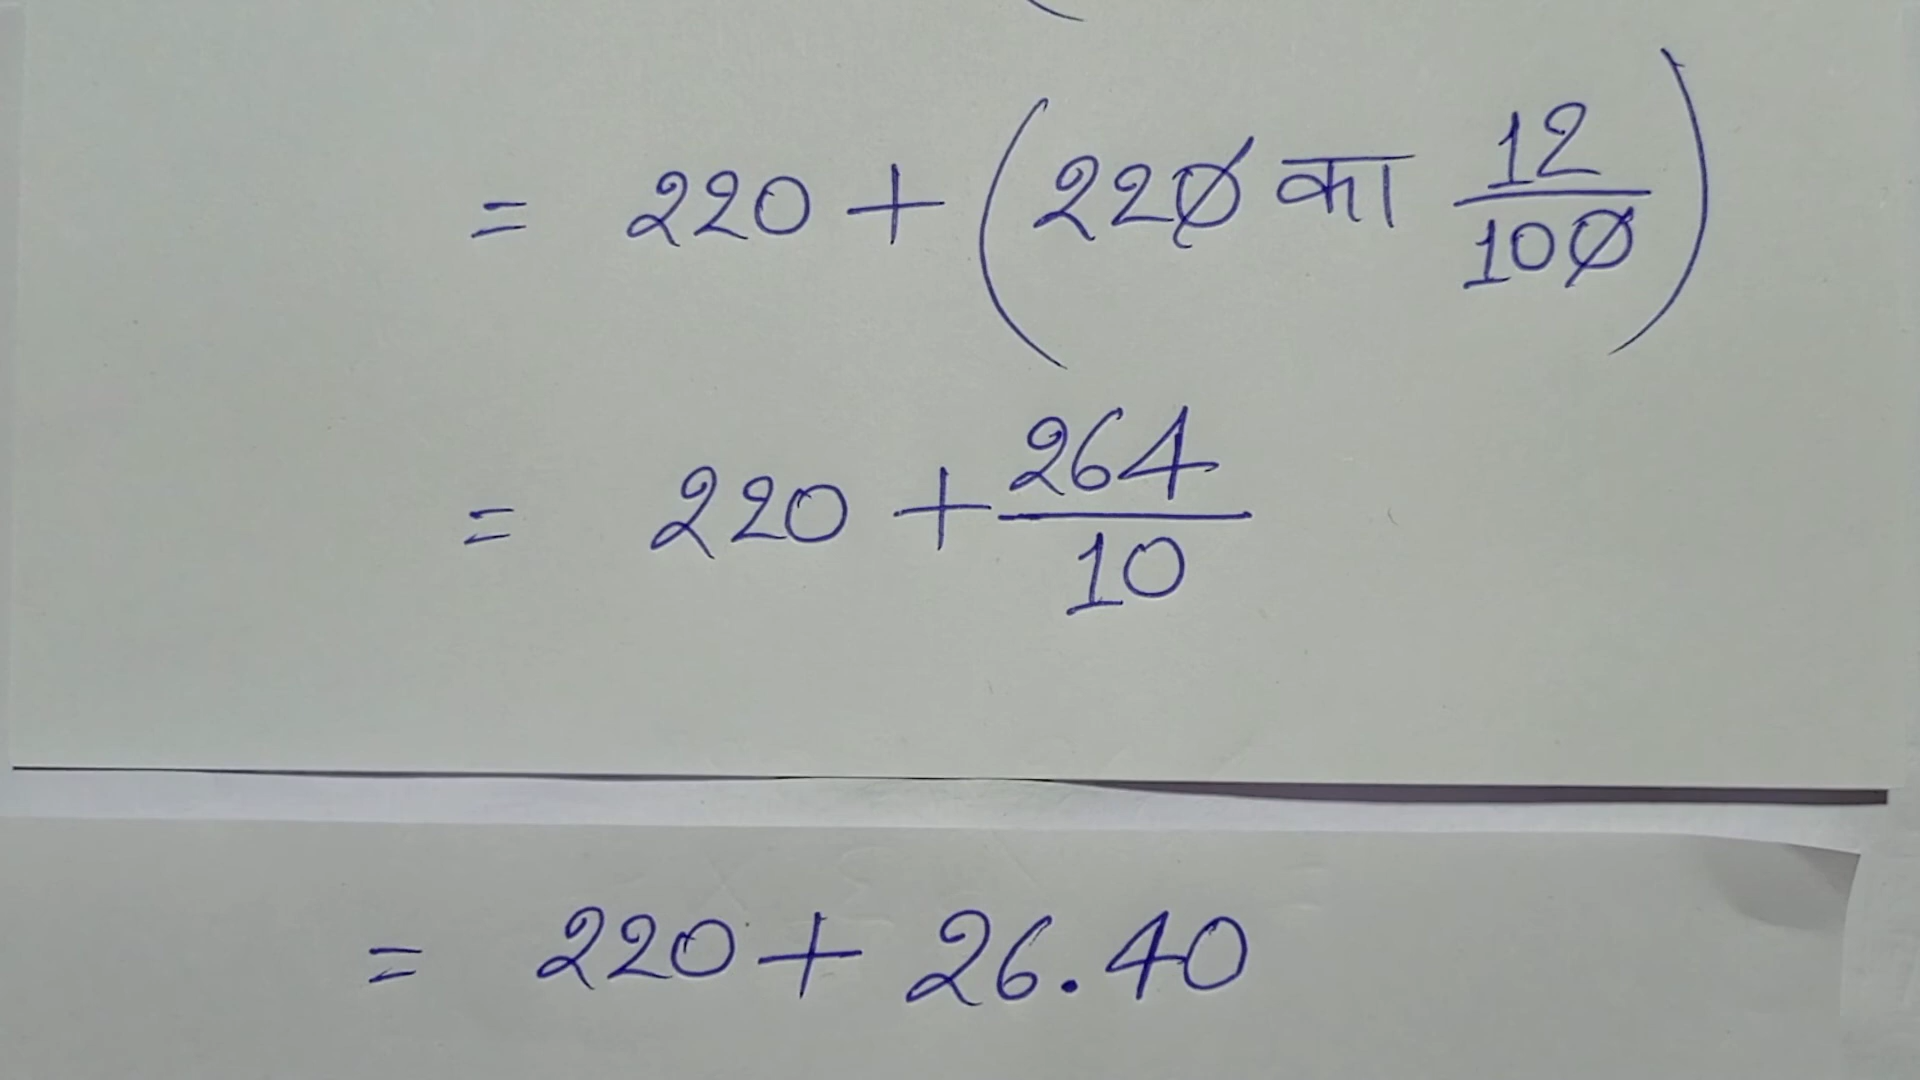 = 220 + (220 का 12/100)
= 220 + 264/10
= 220 + 26.40